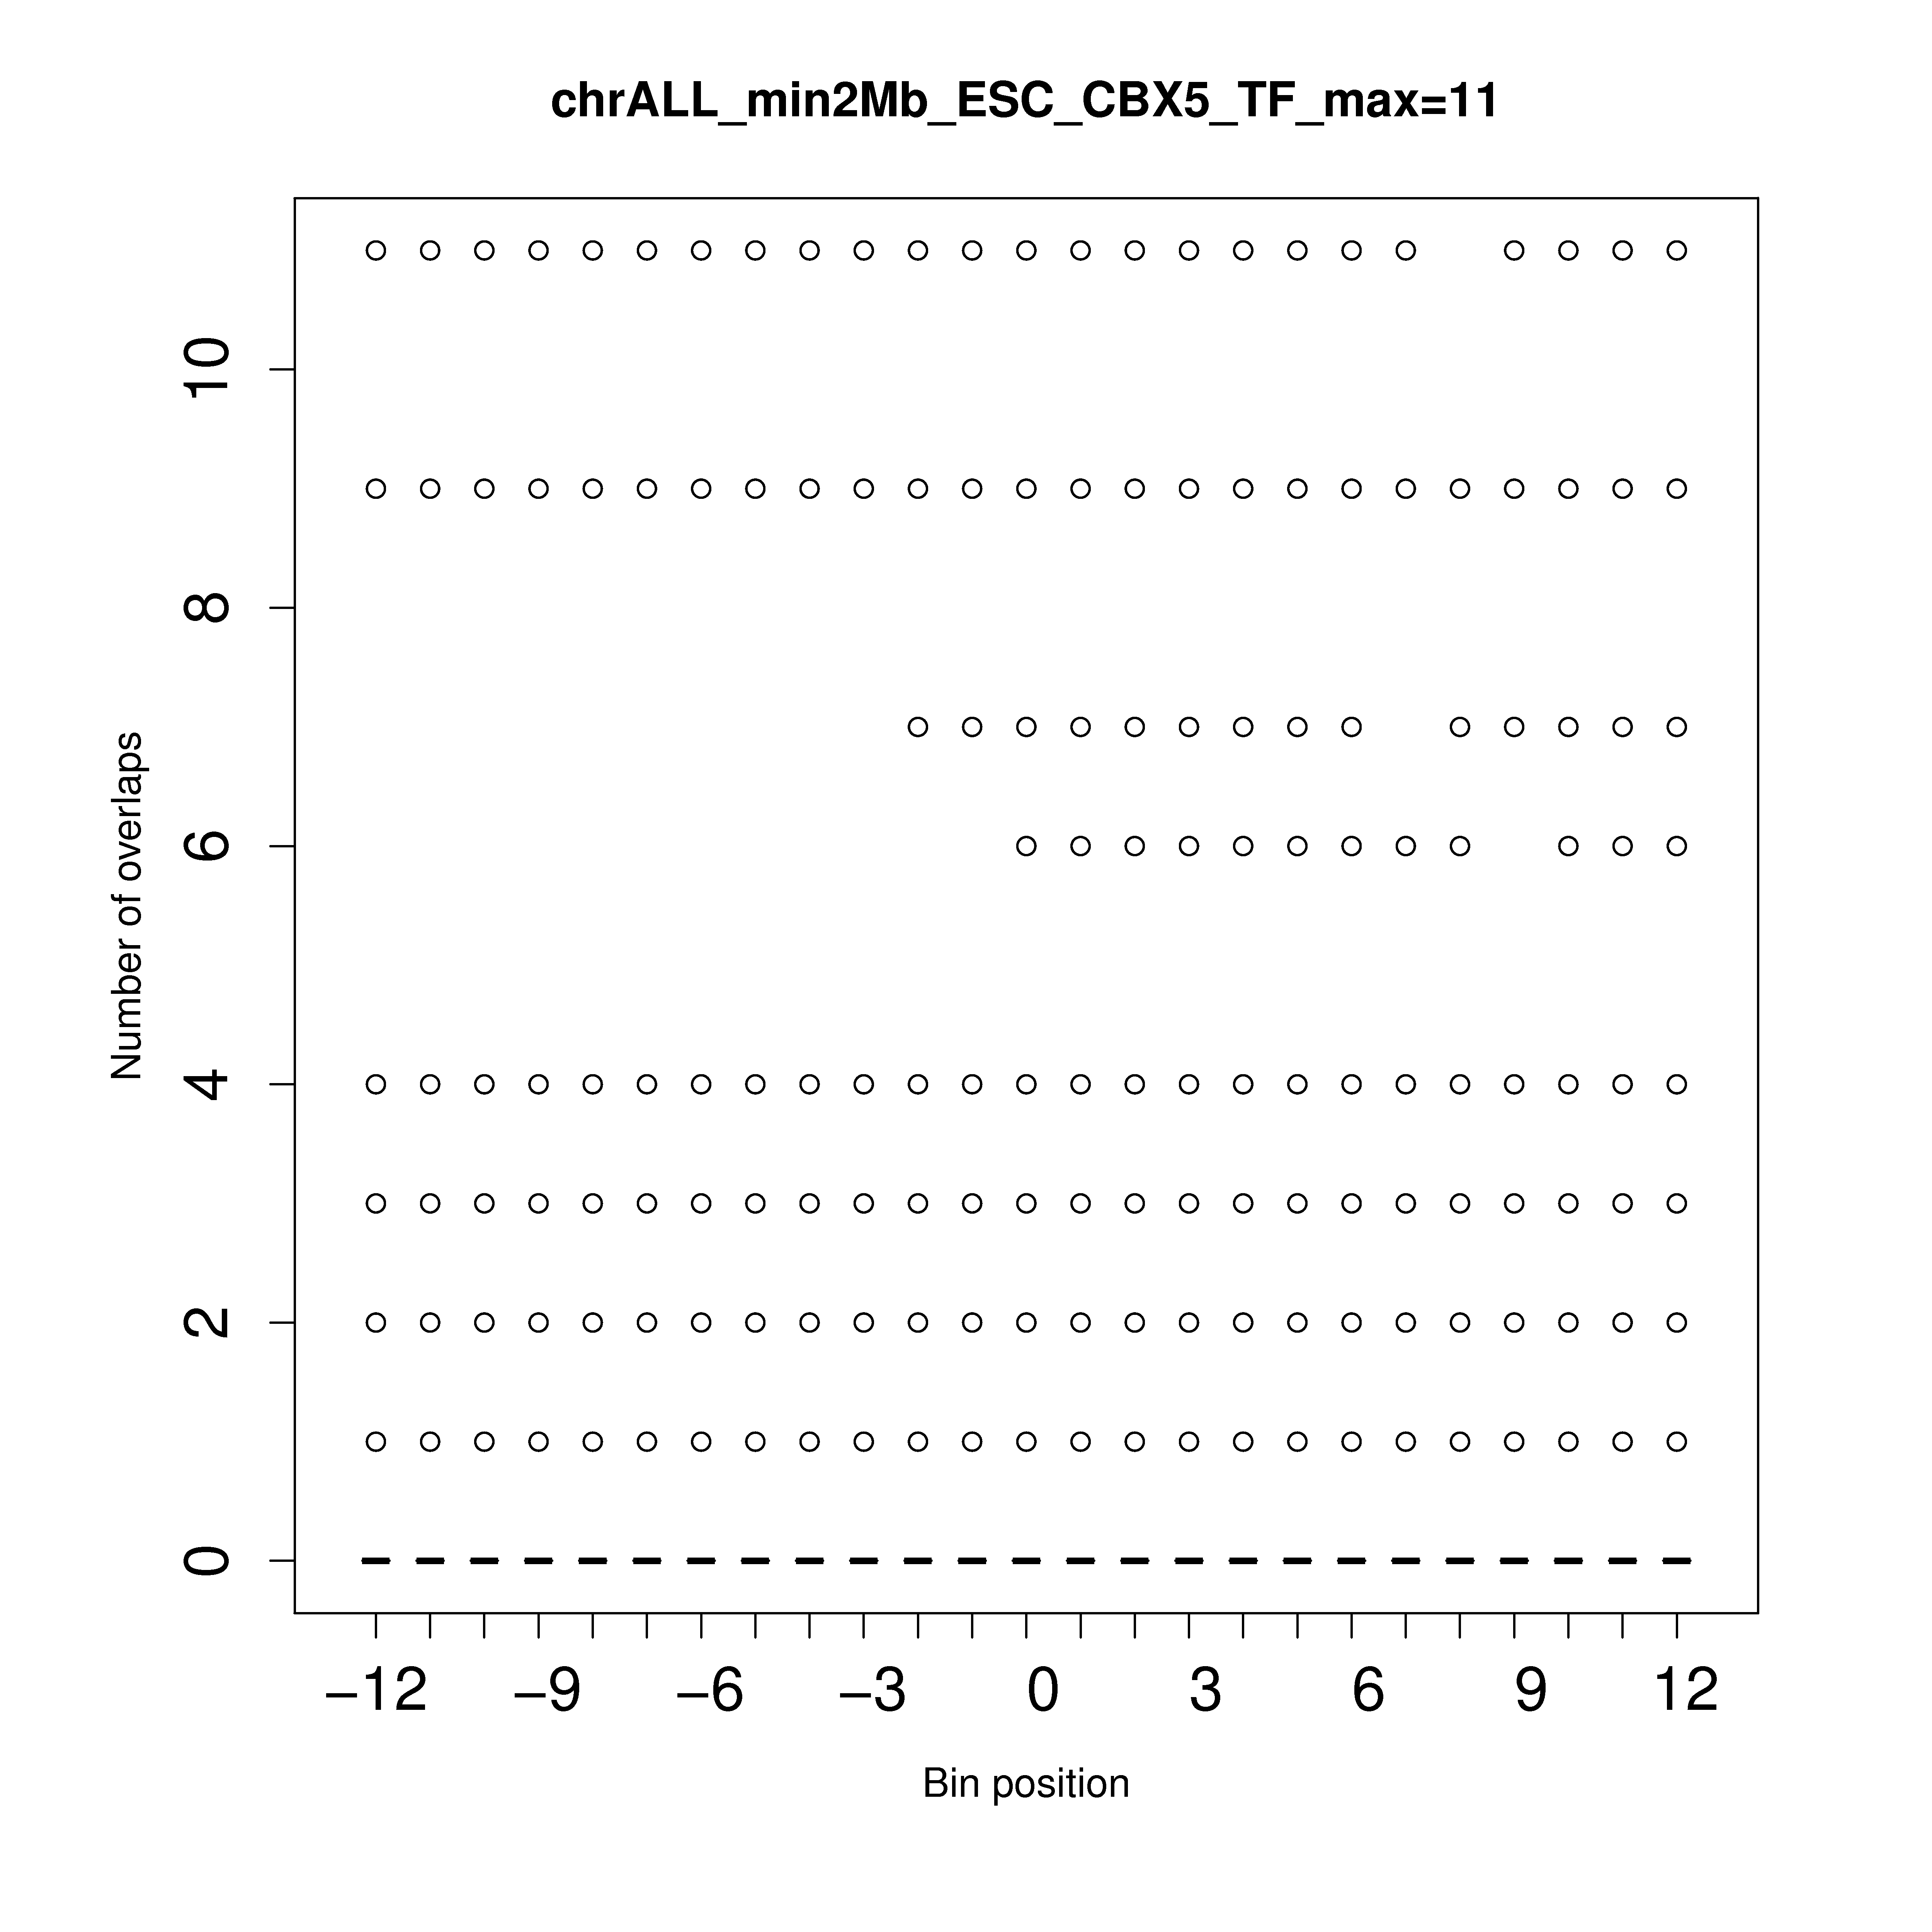 chrALL_min2Mb_ESC_CBX5_TF_max=11
Number of overlaps
10
8
6
4
2
0
−12 −9 −6 −3 0 3 6 9 12
Bin position